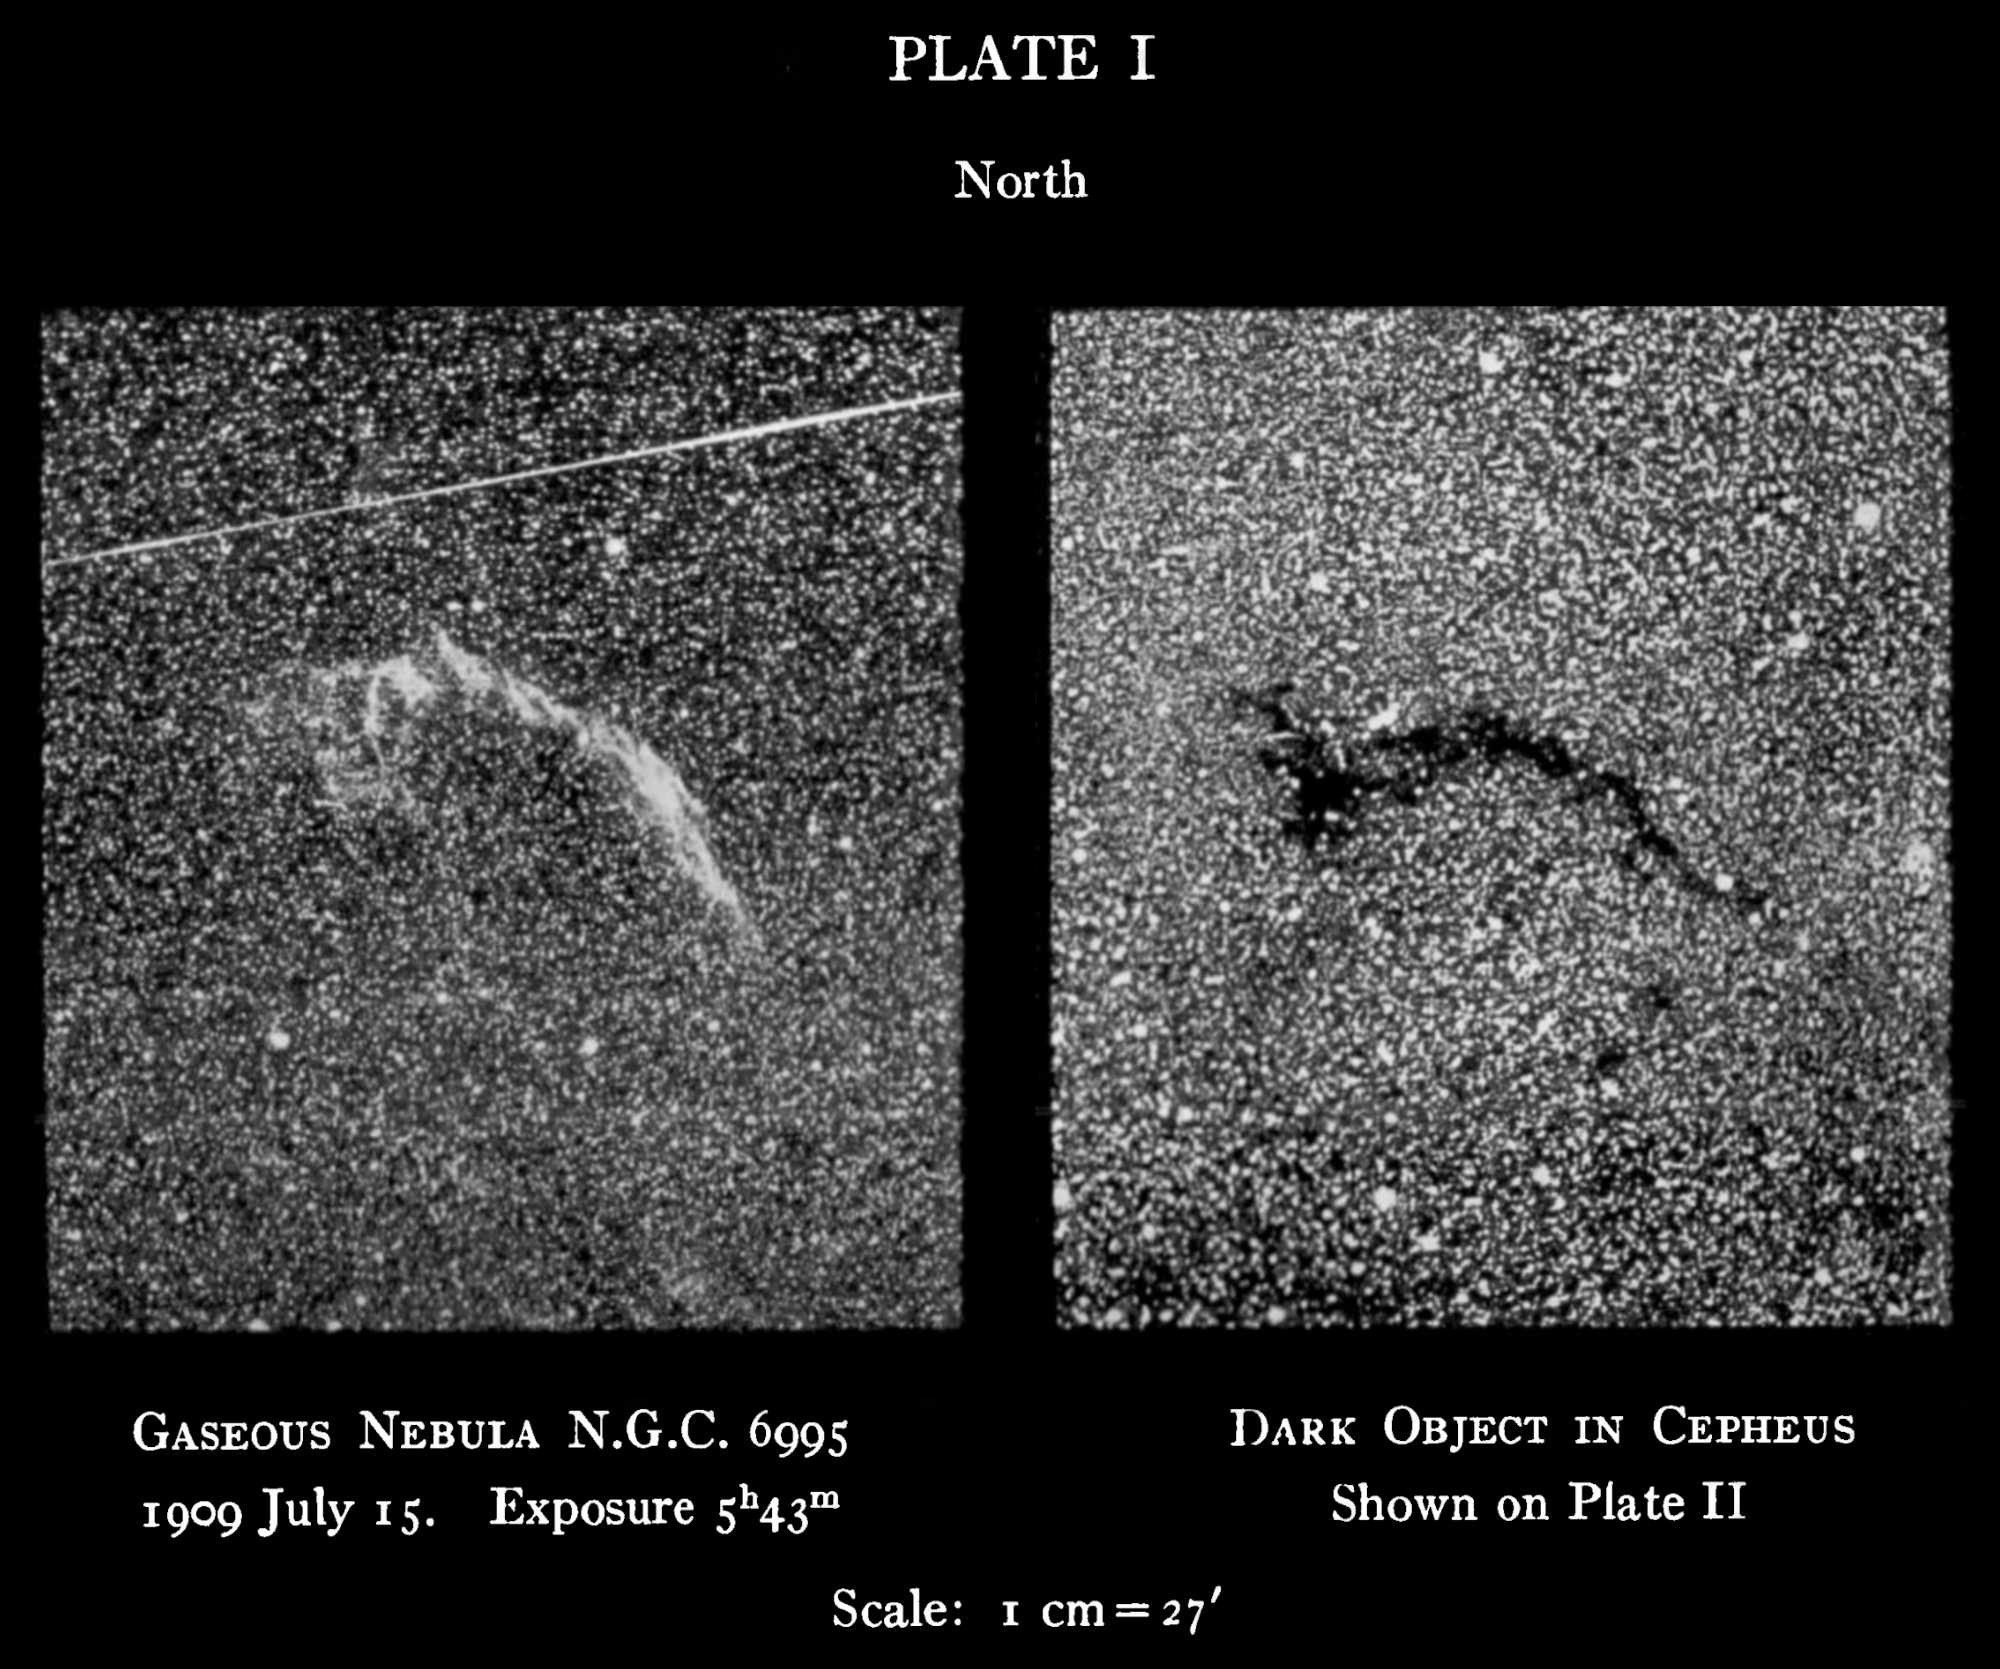 PLATE I
North
GASEOUS NEBULA N.G.C. 6995
1909 July 15. Exposure 5ʰ43ᵐ
DARK OBJECT IN CEPHEUS
Shown on Plate II
Scale: 1 cm=27′